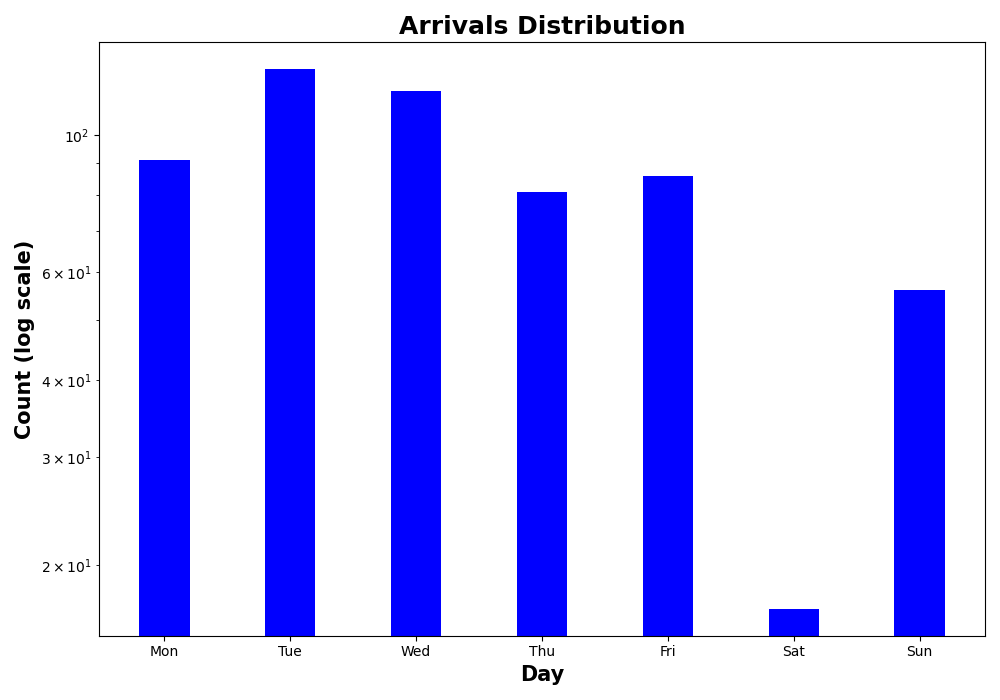 Arrivals Distribution
Count (log scale)
10²
6 × 10¹
4 × 10¹
3 × 10¹
2 × 10¹
Mon Tue Wed Thu Fri Sat Sun
Day